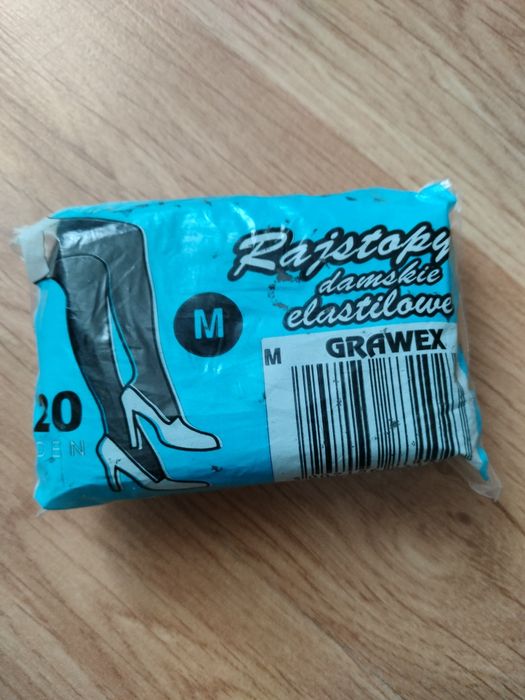 Rajstopy
damskie
elastilowe
M
M GRAWEX
20
DEN